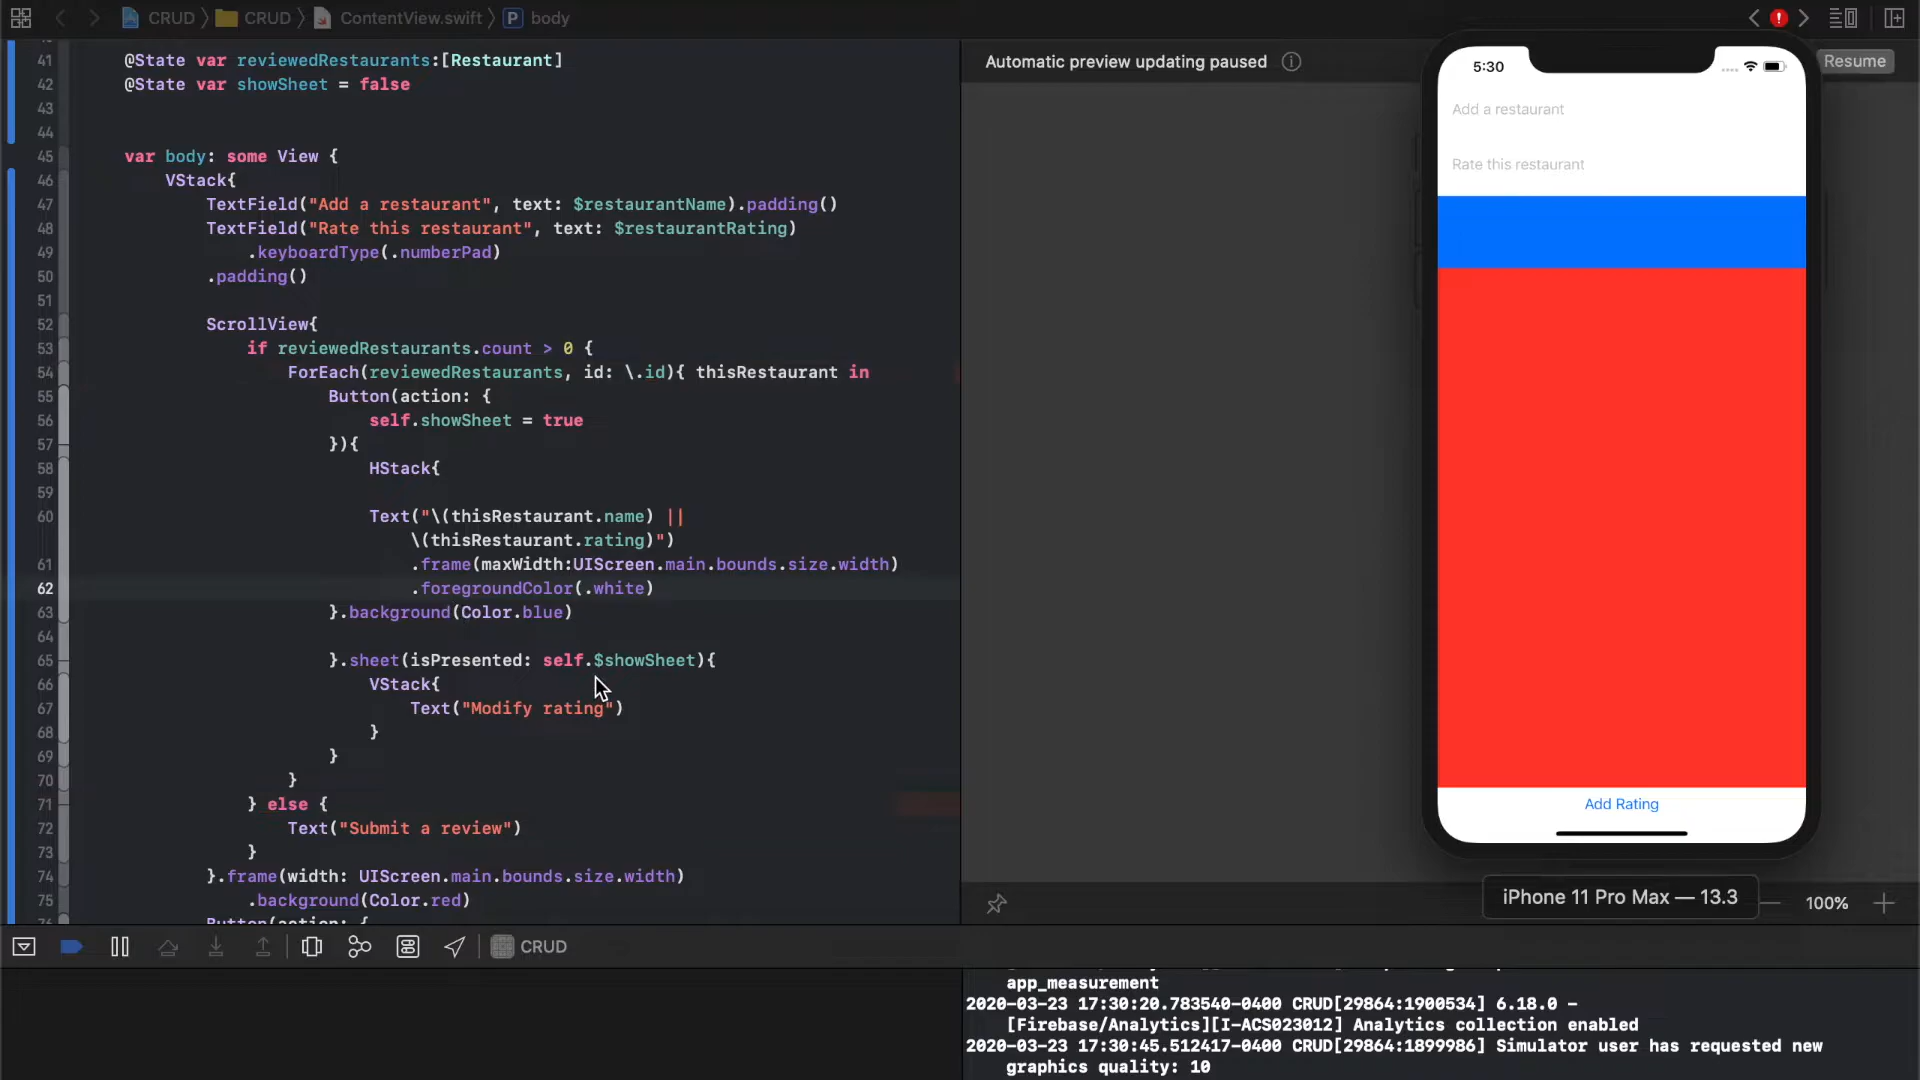 CRUD CRUD ContentView.swift P body
41 @State var reviewedRestaurants:[Restaurant]
42 @State var showSheet = false
43
44
45 var body: some View {
46 VStack{
47 TextField("Add a restaurant", text: $restaurantName).padding()
48 TextField("Rate this restaurant", text: $restaurantRating)
49 .keyboardType(.numberPad)
50 .padding()
51
52 ScrollView{
53 if reviewedRestaurants.count > 0 {
54 ForEach(reviewedRestaurants, id: \.id){ thisRestaurant in
55 Button(action: {
56 self.showSheet = true
57 }){
58 HStack{
59
60 Text("\(thisRestaurant.name) ||
\(thisRestaurant.rating)")
61 .frame(maxWidth:UIScreen.main.bounds.size.width)
62 .foregroundColor(.white)
63 }.background(Color.blue)
64
65 }.sheet(isPresented: self.$showSheet){
66 VStack{
67 Text("Modify rating")
68 }
69 }
70 }
71 } else {
72 Text("Submit a review")
73 }
74 }.frame(width: UIScreen.main.bounds.size.width)
75 .background(Color.red)
76 Button(action: {
Automatic preview updating paused
Resume
5:30
Add a restaurant
Rate this restaurant
Add Rating
iPhone 11 Pro Max — 13.3
100%
CRUD
app_measurement
2020-03-23 17:30:20.783540-0400 CRUD[29864:1900534] 6.18.0 -
[Firebase/Analytics][I-ACS023012] Analytics collection enabled
2020-03-23 17:30:45.512417-0400 CRUD[29864:1899986] Simulator user has requested new
graphics quality: 10